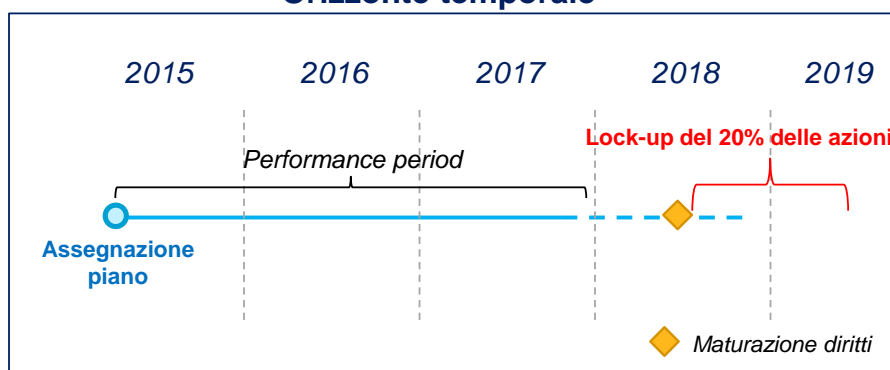 2015 2016 2017 2018 2019
Lock-up del 20% delle azioni
Performance period
Assegnazione
piano
Maturazione diritti